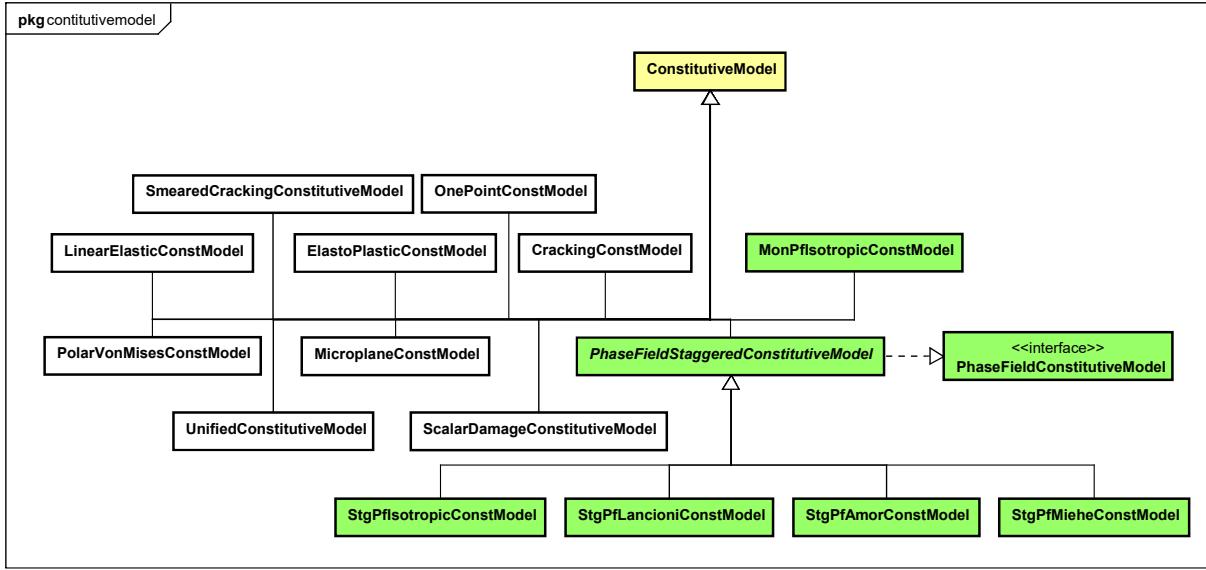 pkg contitutivemodel
ConstitutiveModel
SmearedCrackingConstitutiveModel
OnePointConstModel
LinearElasticConstModel
ElastoPlasticConstModel
CrackingConstModel
MonPfIsotropicConstModel
PolarVonMisesConstModel
MicroplaneConstModel
PhaseFieldStaggeredConstitutiveModel
<<interface>>
PhaseFieldConstitutiveModel
UnifiedConstitutiveModel
ScalarDamageConstitutiveModel
StgPfIsotropicConstModel
StgPfLancioniConstModel
StgPfAmorConstModel
StgPfMieheConstModel